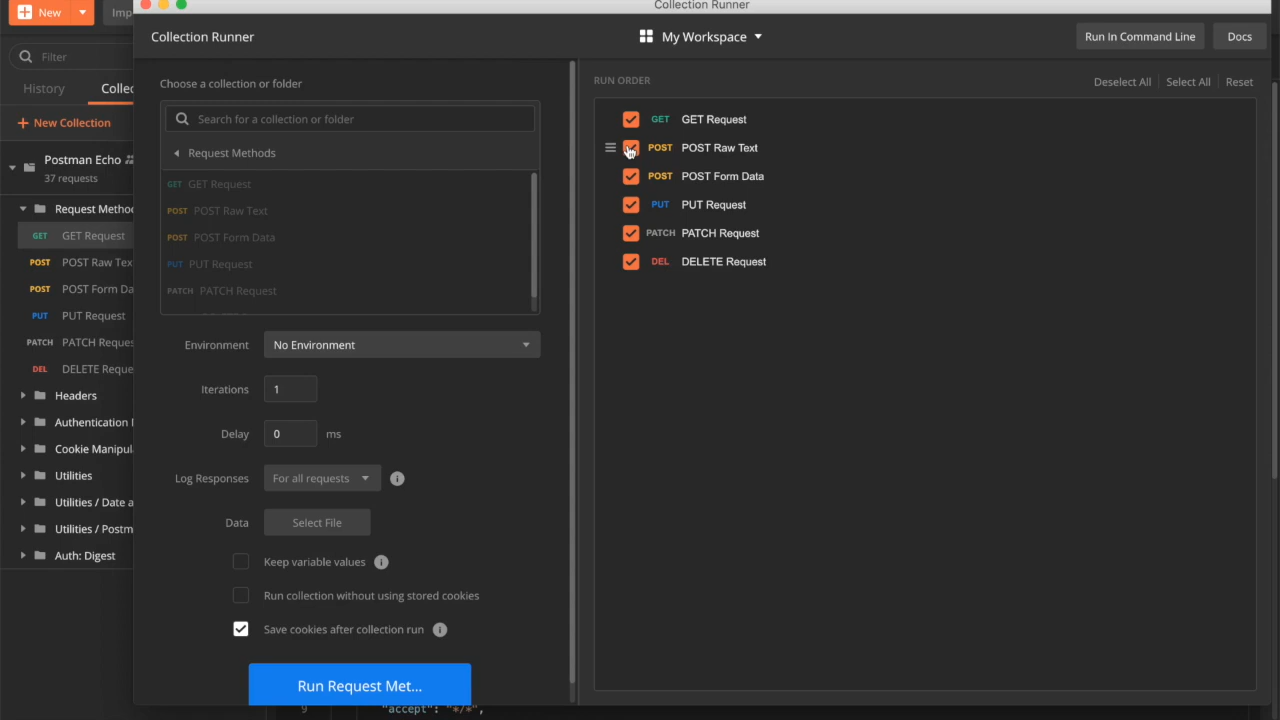 New
Imp
Filter
History
Collec
+ New Collection
Postman Echo
37 requests
Request Metho
GET GET Request
POST POST Raw Tex
POST POST Form Da
PUT PUT Request
PATCH PATCH Reques
DEL DELETE Reque
Headers
Authentication
Cookie Manipul
Utilities
Utilities / Date a
Utilities / Postm
Auth: Digest
Collection Runner
Collection Runner
My Workspace
Run In Command Line
Docs
Choose a collection or folder
Search for a collection or folder
Request Methods
GET GET Request
POST POST Raw Text
POST POST Form Data
PUT PUT Request
PATCH PATCH Request
Environment No Environment
Iterations 1
Delay 0 ms
Log Responses For all requests
Data Select File
Keep variable values
Run collection without using stored cookies
Save cookies after collection run
Run Request Met...
RUN ORDER
Deselect All Select All Reset
GET GET Request
POST POST Raw Text
POST POST Form Data
PUT PUT Request
PATCH PATCH Request
DEL DELETE Request
9 "accept": "*/*",